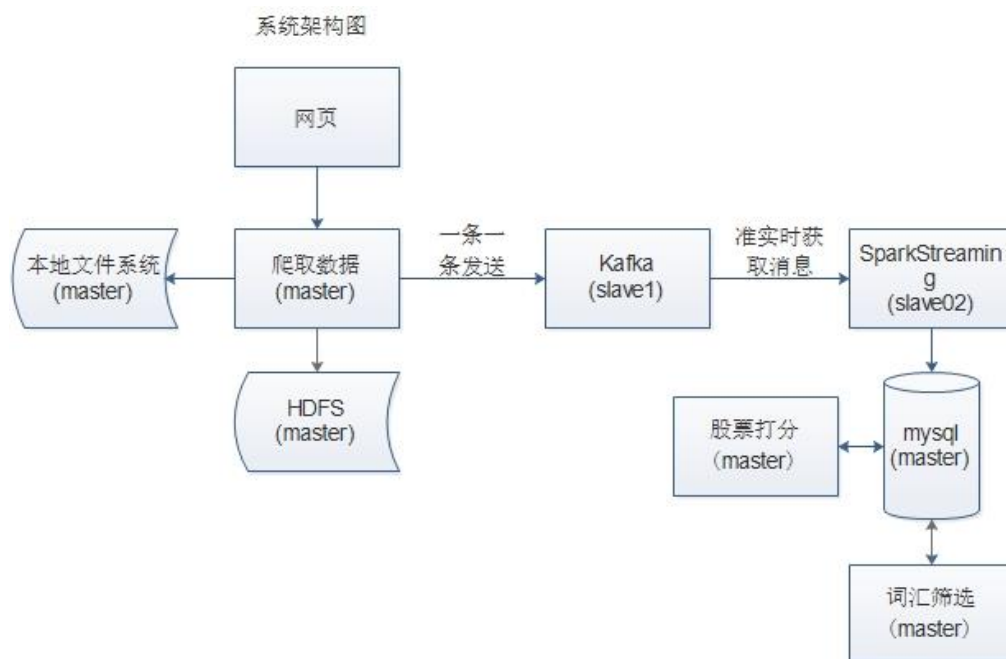 系统架构图
网页
本地文件系统
(master)
爬取数据
(master)
一条一
条发送
Kafka
(slave1)
准实时获
取消息
SparkStreamin
g
(slave02)
HDFS
(master)
股票打分
（master）
mysql
(master)
词汇筛选
（master）